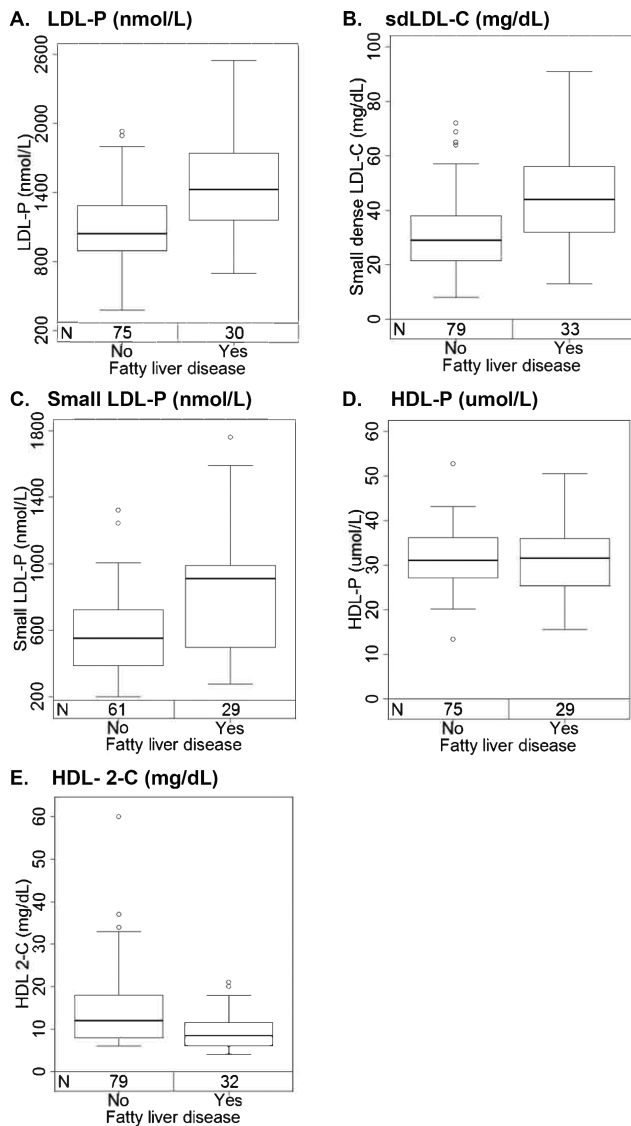 A. LDL-P (nmol/L)
LDL-P (nmol/L)
2600
2000
1400
800
200
N 75 30
No Yes
Fatty liver disease
B. sdLDL-C (mg/dL)
Small dense LDL-C (mg/dL)
100
80
60
40
20
0
N 79 33
No Yes
Fatty liver disease
C. Small LDL-P (nmol/L)
Small LDL-P (nmol/L)
1800
1400
1000
600
200
N 61 29
No Yes
Fatty liver disease
D. HDL-P (umol/L)
HDL-P (umol/L)
60
50
40
30
20
10
0
N 75 29
No Yes
Fatty liver disease
E. HDL- 2-C (mg/dL)
HDL 2-C (mg/dL)
60
50
40
30
20
10
0
N 79 32
No Yes
Fatty liver disease